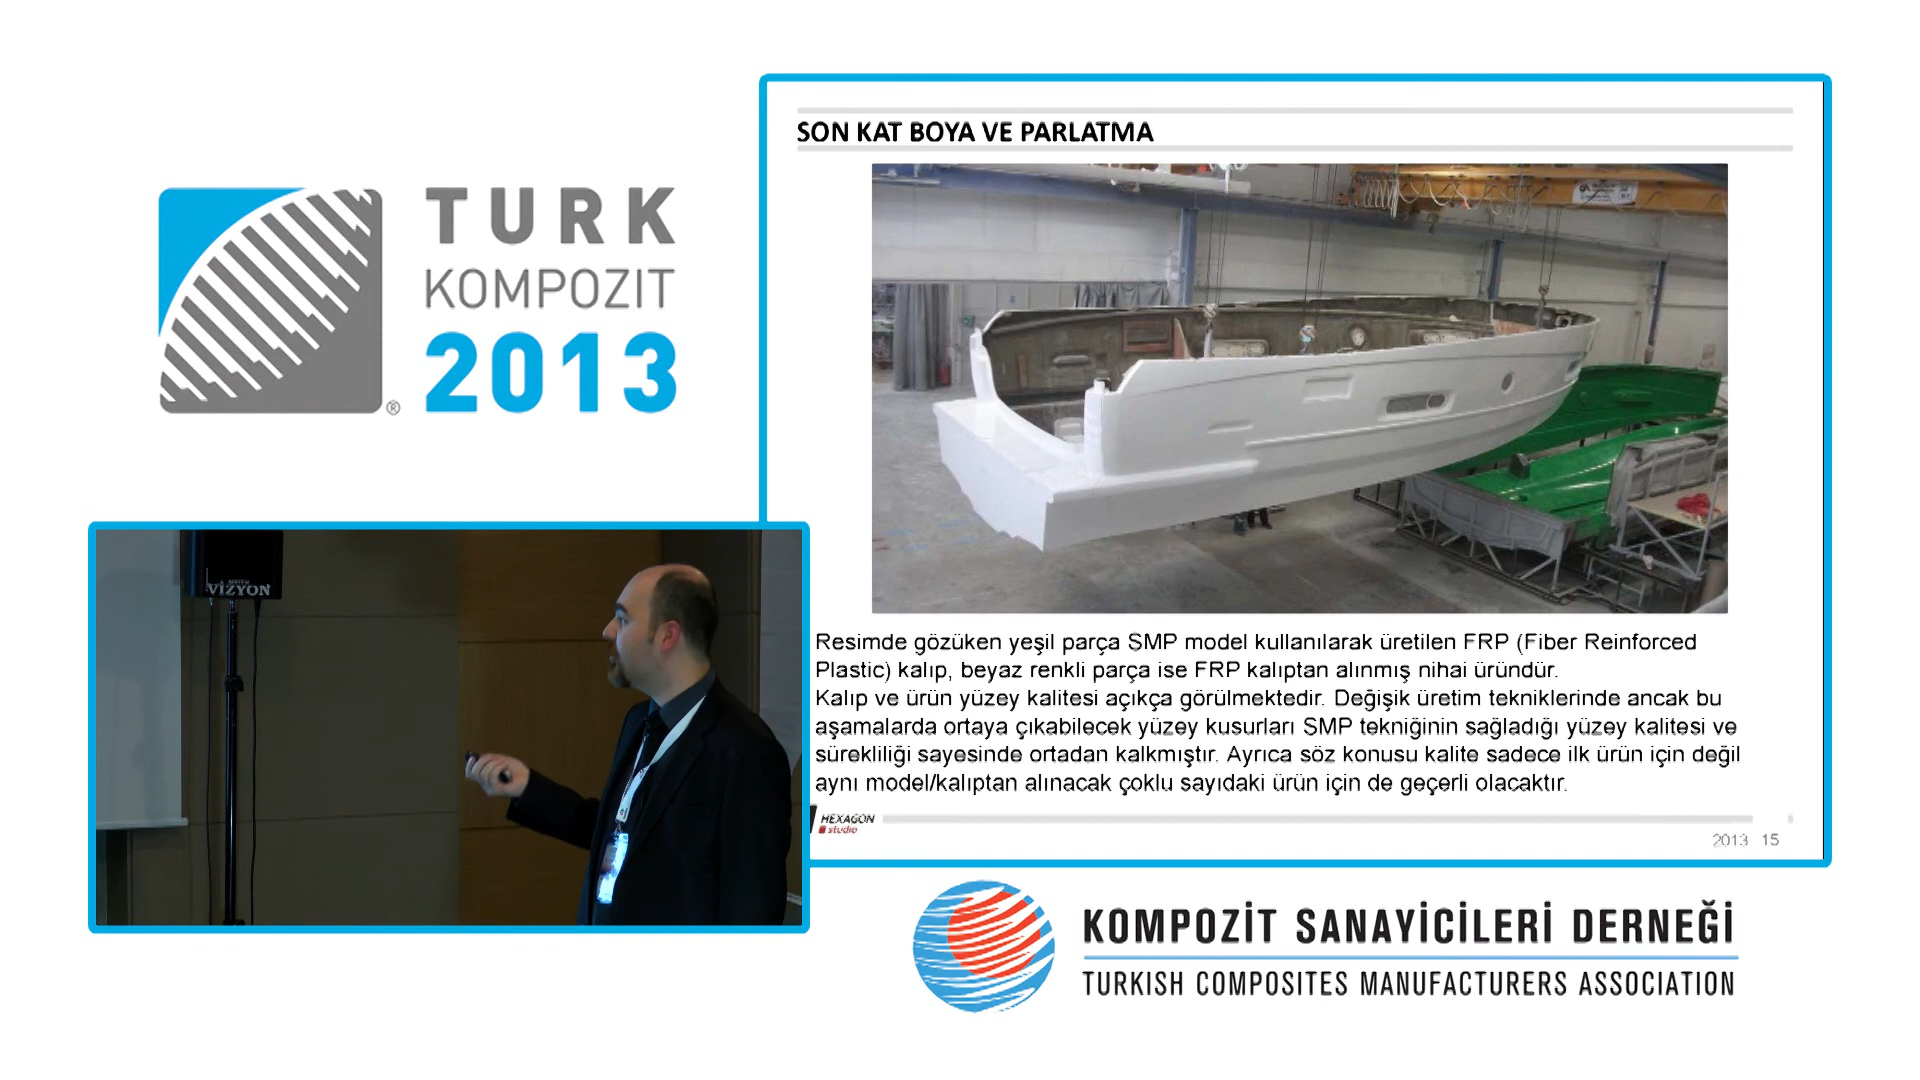 TURK
KOMPOZIT
2013
®
SON KAT BOYA VE PARLATMA
Resimde gözüken yeşil parça SMP model kullanılarak üretilen FRP (Fiber Reinforced
Plastic) kalıp, beyaz renkli parça ise FRP kalıptan alınmış nihai üründür.
Kalıp ve ürün yüzey kalitesi açıkça görülmektedir. Değişik üretim tekniklerinde ancak bu
aşamalarda ortaya çıkabilecek yüzey kusurları SMP tekniğinin sağladığı yüzey kalitesi ve
sürekliliği sayesinde ortadan kalkmıştır. Ayrıca söz konusu kalite sadece ilk ürün için değil
aynı model/kalıptan alınacak çoklu sayıdaki ürün için de geçerli olacaktır.
HEXAGON
studio
2013 15
VİZYON
KOMPOZİT SANAYİCİLERİ DERNEĞİ
TURKISH COMPOSITES MANUFACTURERS ASSOCIATION